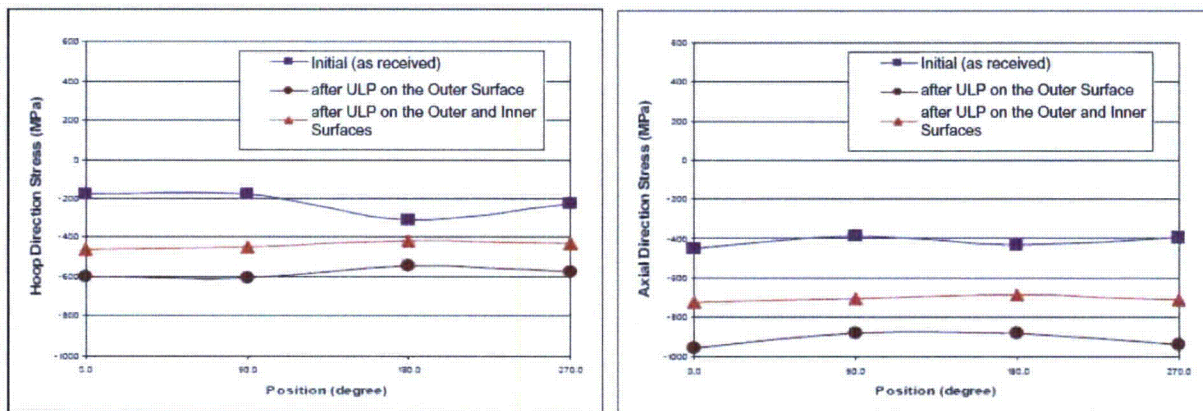 600
400
200
0
-200
-400
-600
-800
-1000
Hoop Direction Stress (MPa)
Initial (as received)
after ULP on the Outer Surface
after ULP on the Outer and Inner
Surfaces
0.0
90.0
180.0
270.0
Position (degree)
600
400
200
0
-200
-400
-600
-800
-1000
Axial Direction Stress (MPa)
Initial (as received)
after ULP on the Outer Surface
after ULP on the Outer and Inner
Surfaces
0.0
90.0
180.0
270.0
Position (degree)